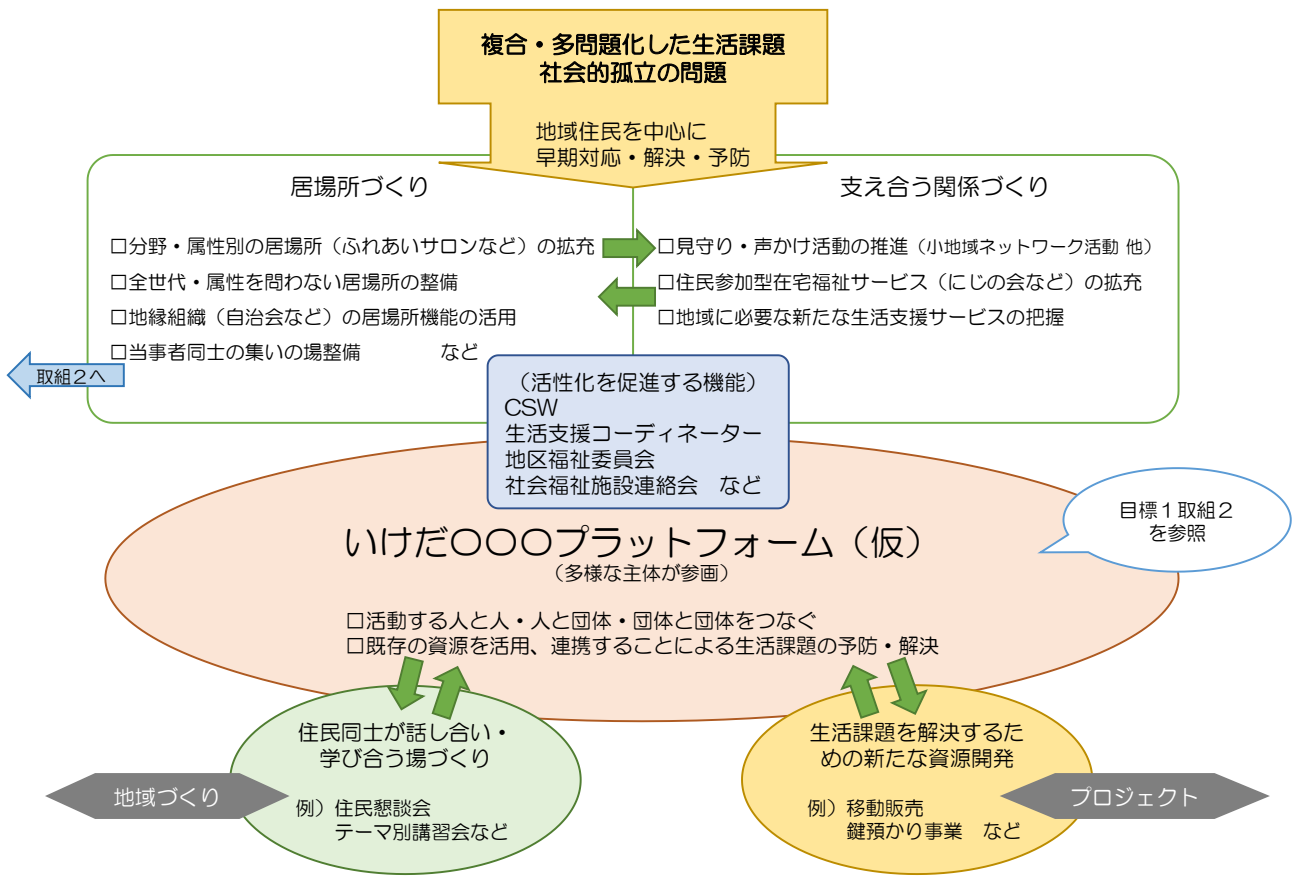 複合・多問題化した生活課題
社会的孤立の問題
地域住民を中心に
早期対応・解決・予防
居場所づくり
□分野・属性別の居場所（ふれあいサロンなど）の拡充
□全世代・属性を問わない居場所の整備
□地縁組織（自治会など）の居場所機能の活用
□当事者同士の集いの場整備　　　　など
支え合う関係づくり
□見守り・声かけ活動の推進（小地域ネットワーク活動 他）
□住民参加型在宅福祉サービス（にじの会など）の拡充
□地域に必要な新たな生活支援サービスの把握
取組２へ
（活性化を促進する機能）
CSW
生活支援コーディネーター
地区福祉委員会
社会福祉施設連絡会　など
目標１取組２
を参照
いけだ〇〇〇プラットフォーム（仮）
（多様な主体が参画）
□活動する人と人・人と団体・団体と団体をつなぐ
□既存の資源を活用、連携することによる生活課題の予防・解決
住民同士が話し合い・
学び合う場づくり
例）住民懇談会
テーマ別講習会など
地域づくり
生活課題を解決するた
めの新たな資源開発
例）移動販売
鍵預かり事業　など
プロジェクト